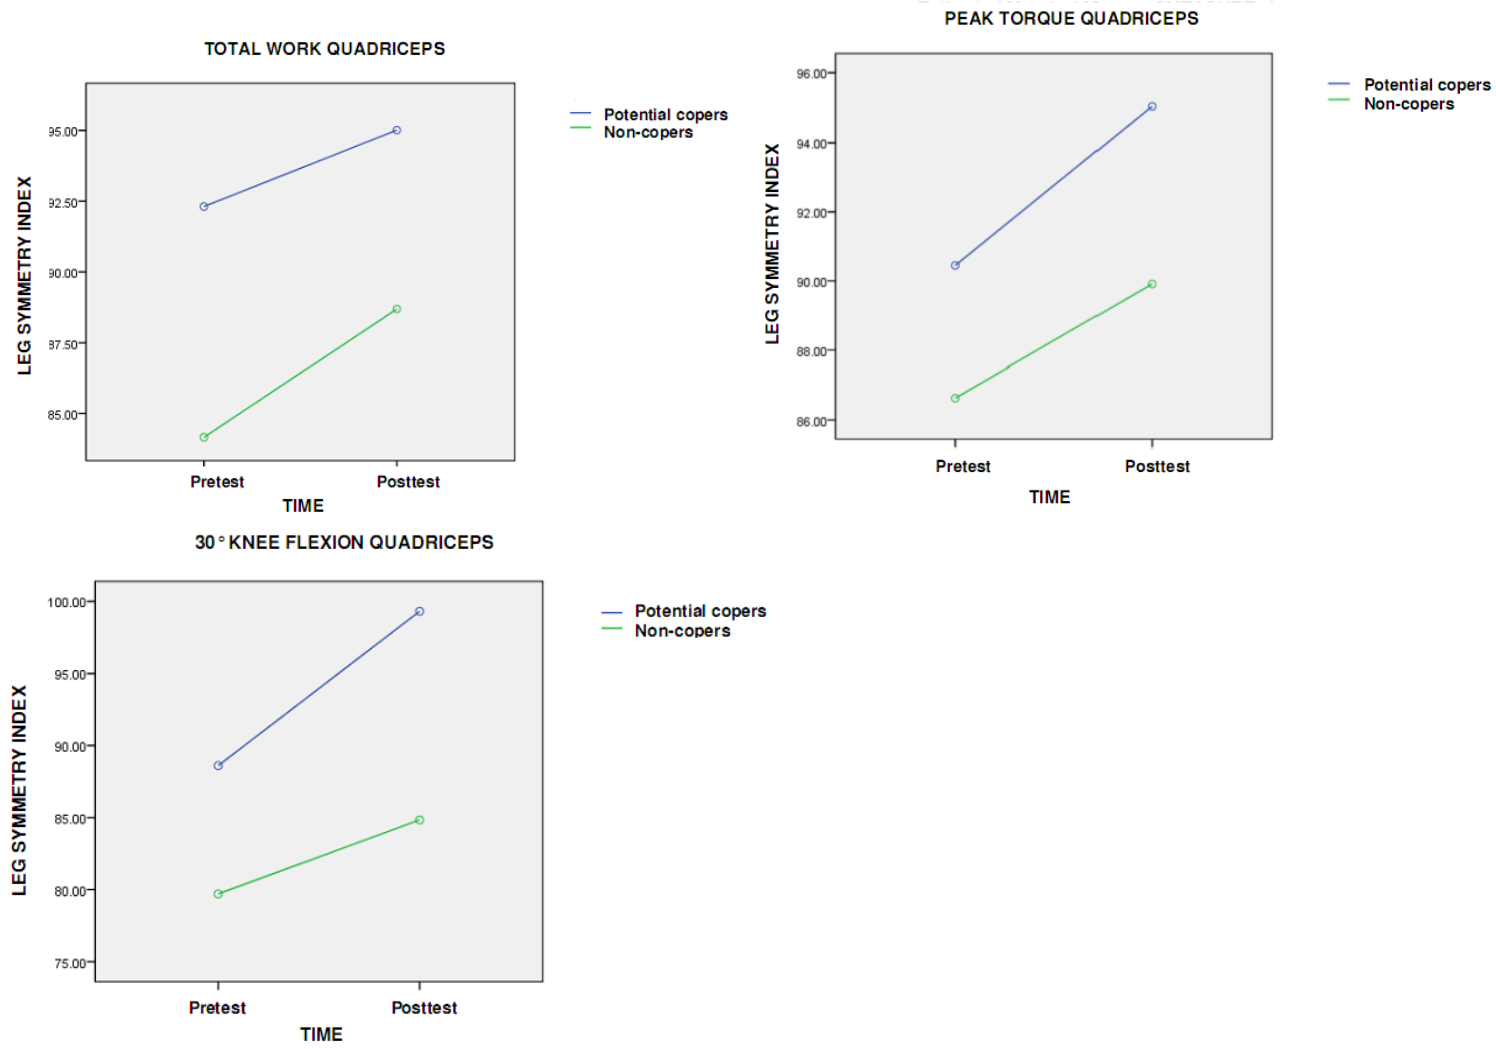 TOTAL WORK QUADRICEPS
95.00
92.50
90.00
87.50
85.00
LEG SYMMETRY INDEX
Pretest
Posttest
TIME
Potential copers
Non-copers
PEAK TORQUE QUADRICEPS
96.00
94.00
92.00
90.00
88.00
86.00
LEG SYMMETRY INDEX
Pretest
Posttest
TIME
Potential copers
Non-copers
30° KNEE FLEXION QUADRICEPS
100.00
95.00
90.00
85.00
80.00
75.00
LEG SYMMETRY INDEX
Pretest
Posttest
TIME
Potential copers
Non-copers